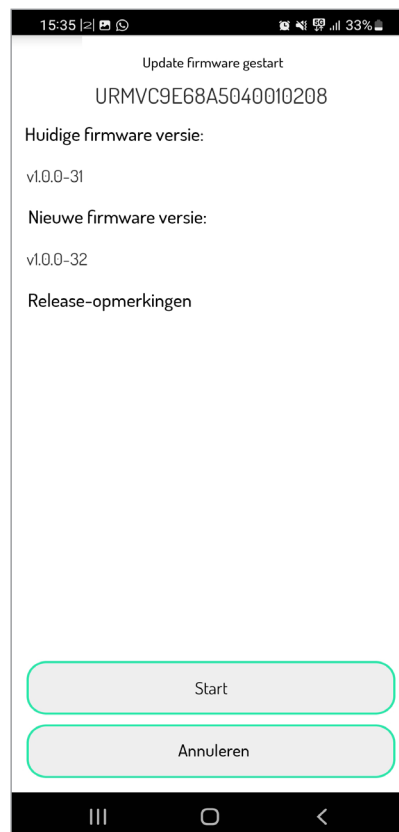 15:35 |2| 33%
Update firmware gestart
URMVC9E68A5040010208
Huidige firmware versie:
v1.0.0-31
Nieuwe firmware versie:
v1.0.0-32
Release-opmerkingen
Start
Annuleren